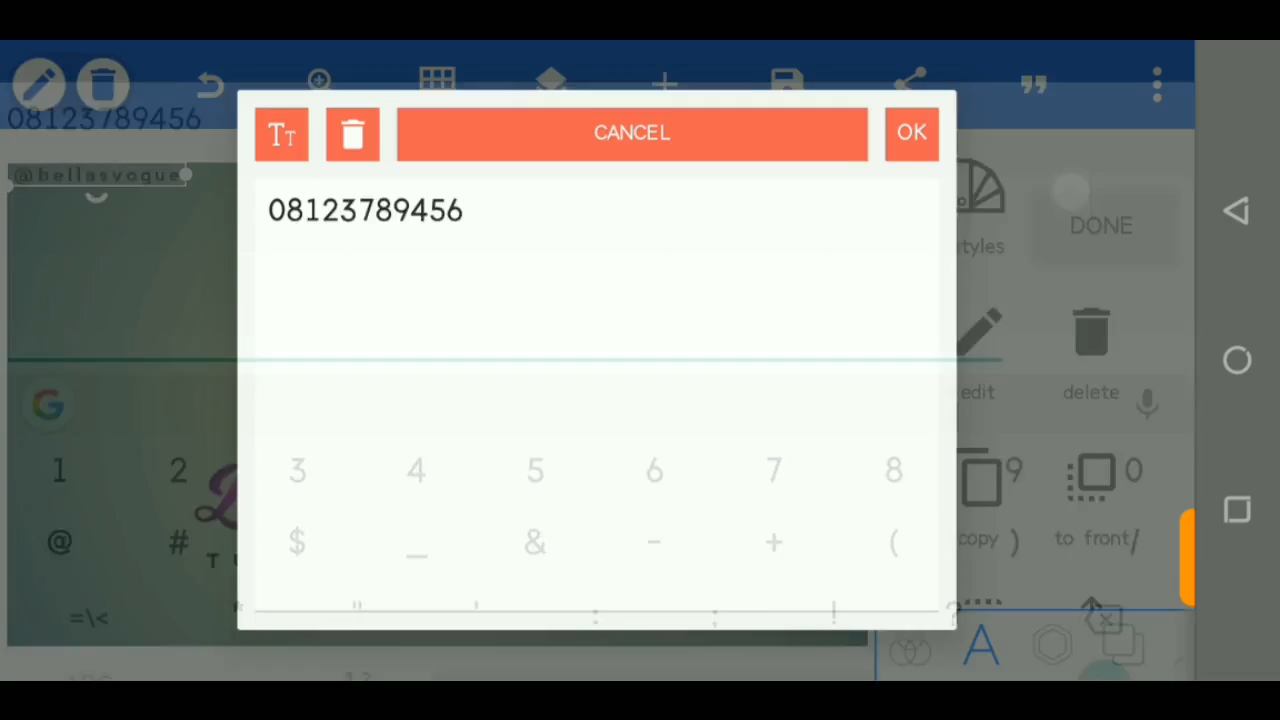 08123789456
Tт
CANCEL
OK
08123789456
@bellasvogue
styles
DONE
edit
delete
1 2 3 4 5 6 7 8 9 0
@ # $ _ & - + ( ) /
copy
to front
=\< * " ' : ; ! ?
A